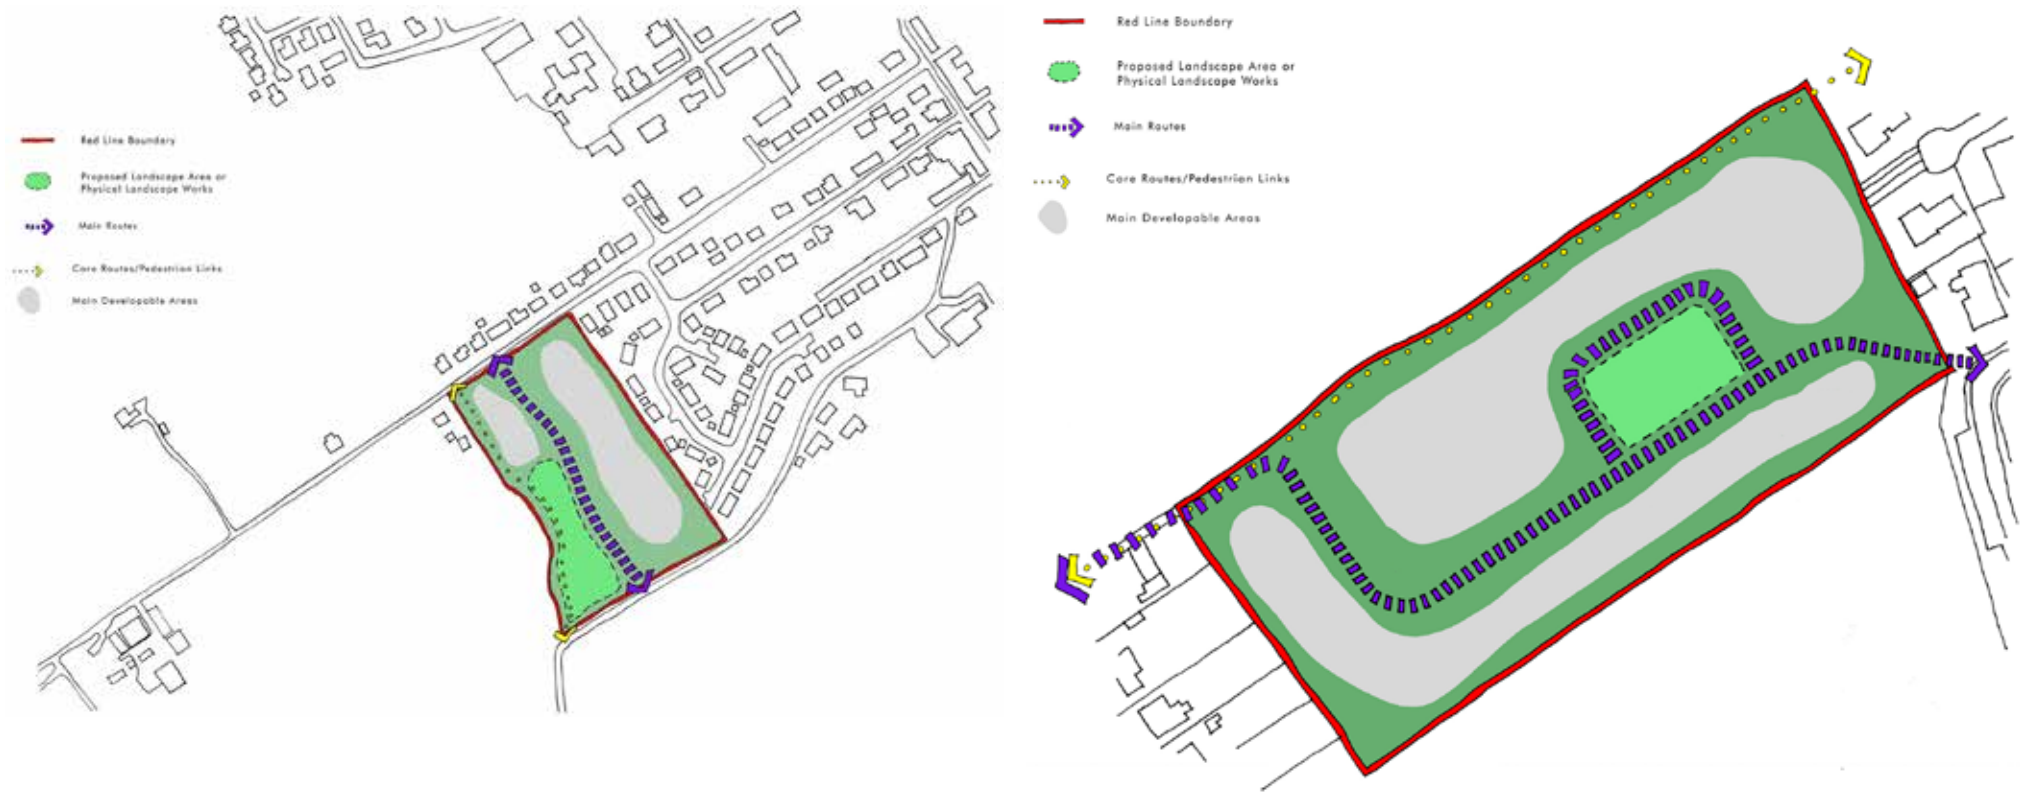 Red Line Boundary
Proposed Landscape Area or
Physical Landscape Works
Main Routes
Core Routes/Pedestrian Links
Main Developable Areas
Red Line Boundary
Proposed Landscape Area or
Physical Landscape Works
Main Routes
Core Routes/Pedestrian Links
Main Developable Areas